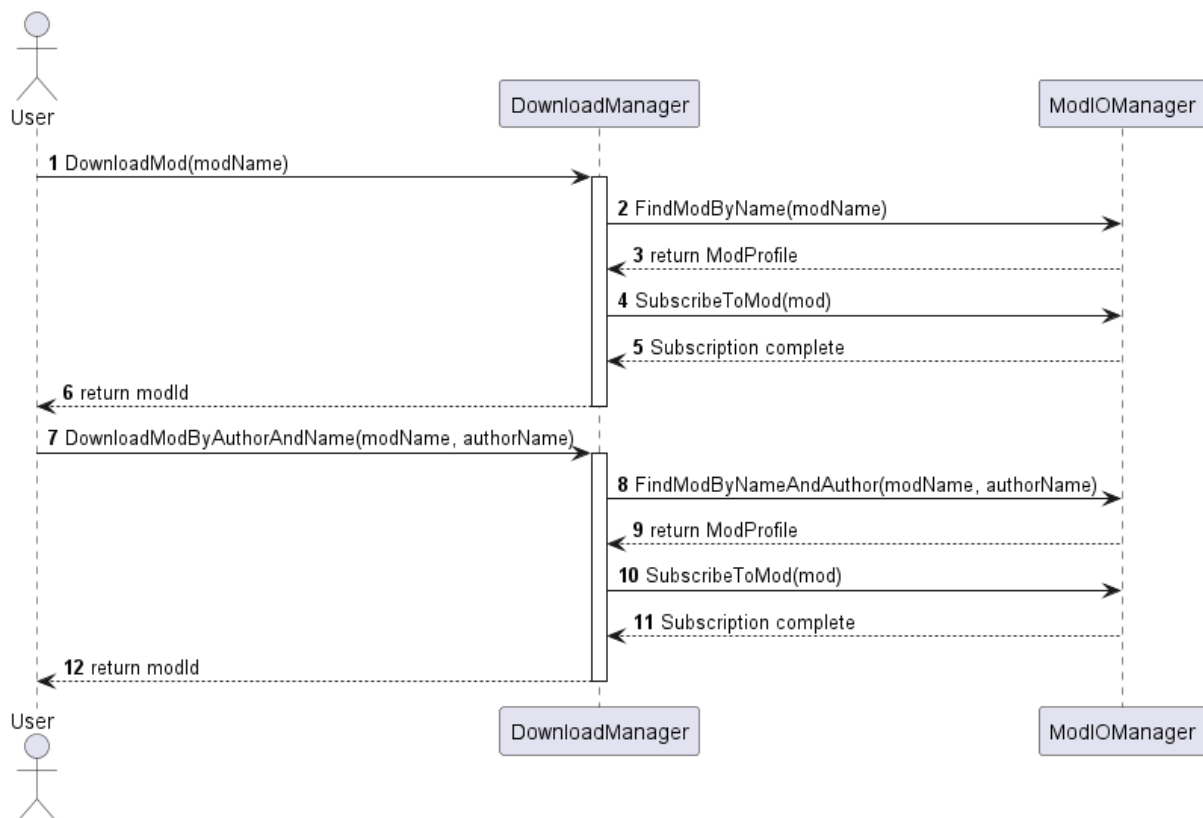 User
DownloadManager
ModIOManager
1 DownloadMod(modName)
2 FindModByName(modName)
3 return ModProfile
4 SubscribeToMod(mod)
5 Subscription complete
6 return modId
7 DownloadModByAuthorAndName(modName, authorName)
8 FindModByNameAndAuthor(modName, authorName)
9 return ModProfile
10 SubscribeToMod(mod)
11 Subscription complete
12 return modId
User
DownloadManager
ModIOManager